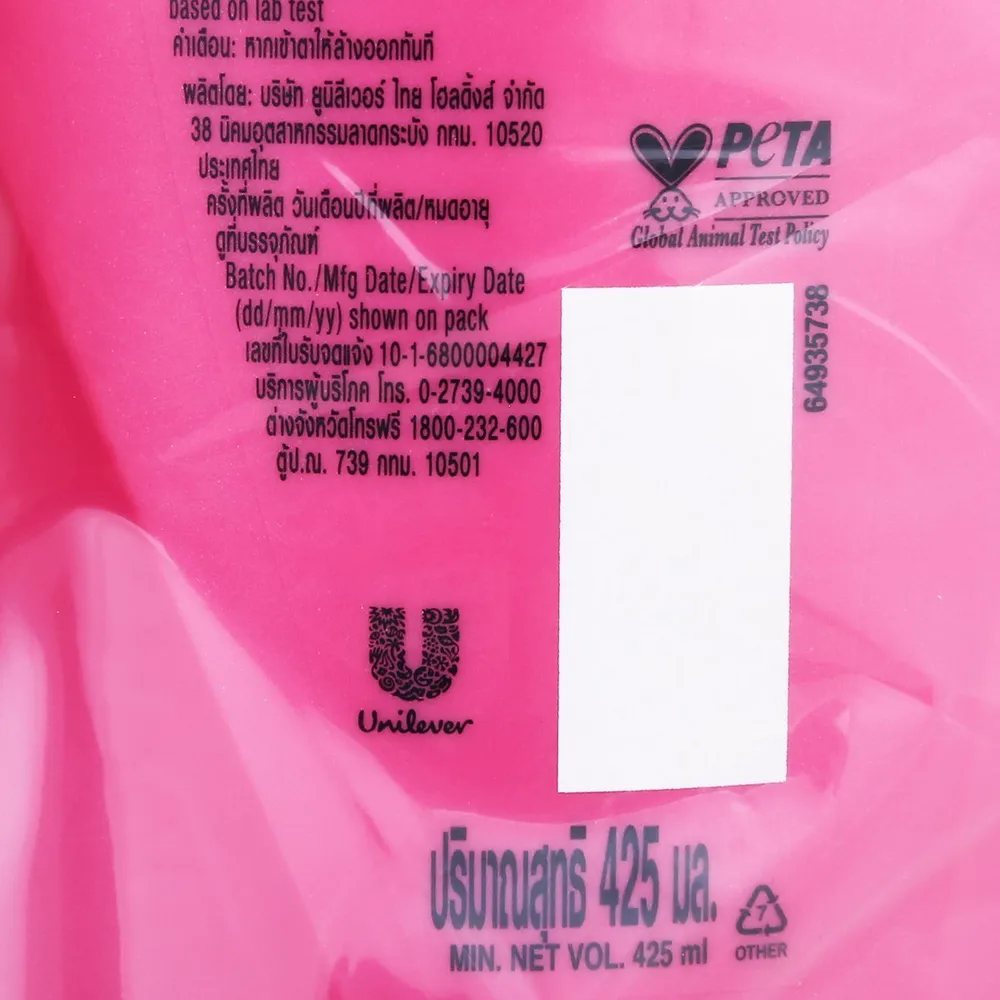 based on lab test
คำเตือน: หากเข้าตาให้ล้างออกทันที
ผลิตโดย: บริษัท ยูนิลีเวอร์ ไทย โฮลดิ้งส์ จำกัด
38 นิคมอุตสาหกรรมลาดกระบัง กทม. 10520
ประเทศไทย
ครั้งที่ผลิต วันเดือนปีที่ผลิต/หมดอายุ
ดูที่บรรจุภัณฑ์
Batch No./Mfg Date/Expiry Date
(dd/mm/yy) shown on pack
เลขที่ใบรับจดแจ้ง 10-1-6800004427
บริการผู้บริโภค โทร. 0-2739-4000
ต่างจังหวัดโทรฟรี 1800-232-600
ตู้ป.ณ. 739 กทม. 10501
PeTA
APPROVED
Global Animal Test Policy
64935738
Unilever
ปริมาณสุทธิ 425 มล.
MIN. NET VOL. 425 ml
7
OTHER